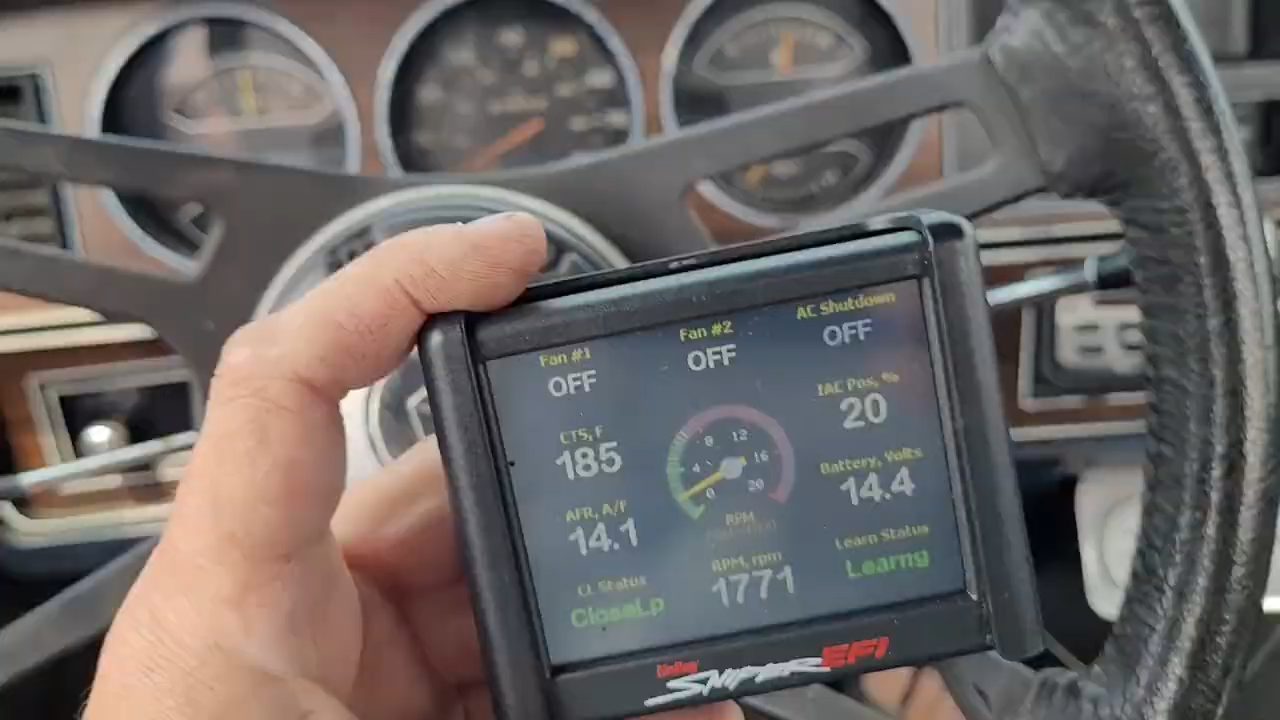 Fan #1
OFF
Fan #2
OFF
AC Shutdown
OFF
CTS, F
185
IAC Pos, %
20
0 4 8 12 16 20
RPM
AFR, A/F
14.1
Battery, Volts
14.4
CL Status
CloseLp
RPM, rpm
1771
Learn Status
Learng
Holley
SNIPER EFI